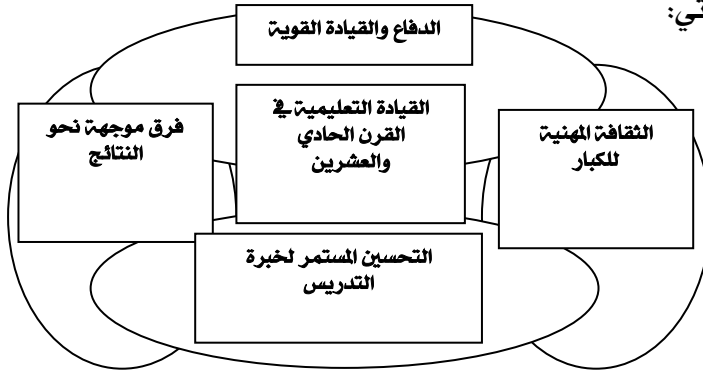 تي:
الدفاع والقيادة القوية
القيادة التعليمية في
القرن الحادي
والعشرين
الثقافة المهنية
للكبار
فرق موجهة نحو
النتائج
التحسين المستمر لخبرة
التدريس